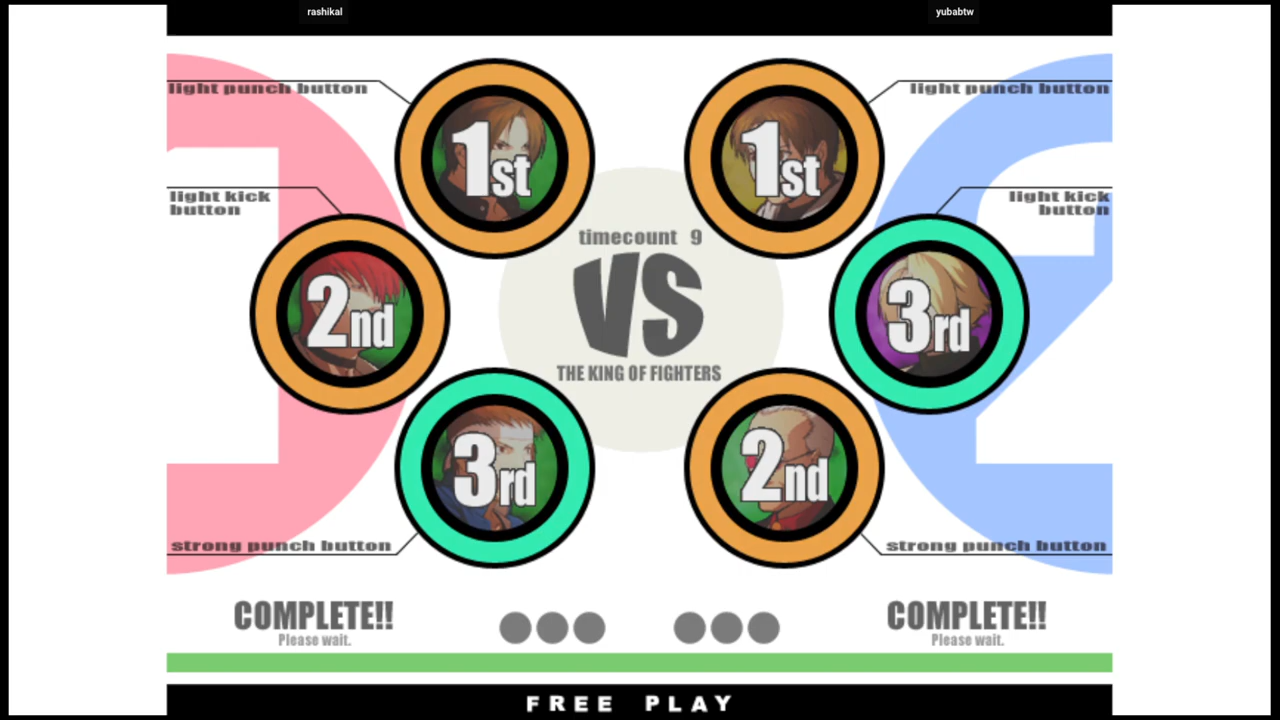 rashikal
yubabtw
light punch button
light punch button
1st
1st
light kick
button
light kick
button
timecount 9
VS
2nd
3rd
THE KING OF FIGHTERS
3rd
2nd
strong punch button
strong punch button
COMPLETE!!
Please wait.
COMPLETE!!
Please wait.
FREE PLAY